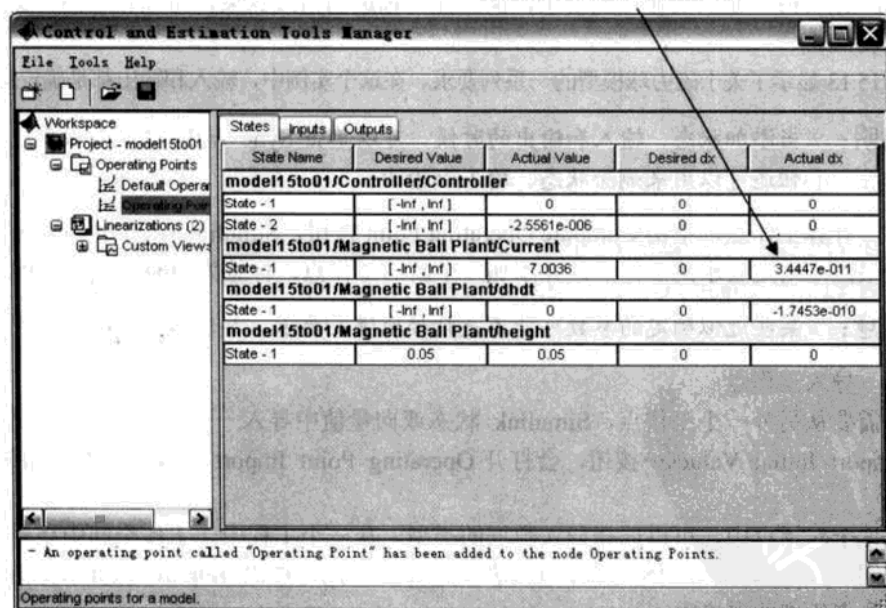 Control and Estimation Tools Manager
File Tools Help
Workspace
Project - model15to01
Operating Points
Default Opera
Operating Poin
Linearizations (2)
Custom Views
States Inputs Outputs
State Name Desired Value Actual Value Desired dx Actual dx
model15to01/Controller/Controller
State - 1 [ -Inf , Inf ] 0 0 0
State - 2 [ -Inf , Inf ] -2.5561e-006 0 0
model15to01/Magnetic Ball Plant/Current
State - 1 [ -Inf , Inf ] 7.0036 0 3.4447e-011
model15to01/Magnetic Ball Plant/dhdt
State - 1 [ -Inf , Inf ] 0 0 -1.7453e-010
model15to01/Magnetic Ball Plant/height
State - 1 0.05 0.05 0 0
- An operating point called "Operating Point" has been added to the node Operating Points.
Operating points for a model.